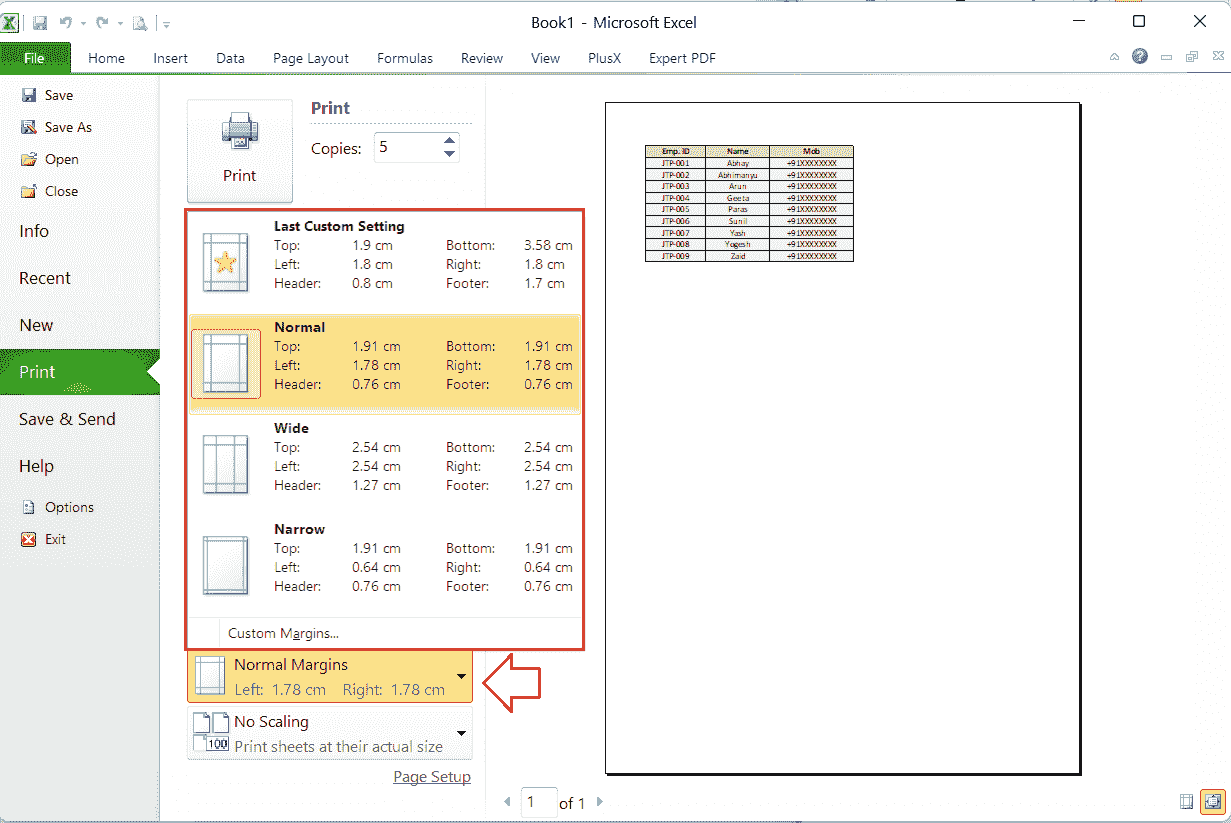 Book1 - Microsoft Excel
File Home Insert Data Page Layout Formulas Review View PlusX Expert PDF
Save
Save As
Open
Close
Info
Recent
New
Print
Save & Send
Help
Options
Exit
Print
Print
Copies: 5
Last Custom Setting
Top: 1.9 cm Bottom: 3.58 cm
Left: 1.8 cm Right: 1.8 cm
Header: 0.8 cm Footer: 1.7 cm
Normal
Top: 1.91 cm Bottom: 1.91 cm
Left: 1.78 cm Right: 1.78 cm
Header: 0.76 cm Footer: 0.76 cm
Wide
Top: 2.54 cm Bottom: 2.54 cm
Left: 2.54 cm Right: 2.54 cm
Header: 1.27 cm Footer: 1.27 cm
Narrow
Top: 1.91 cm Bottom: 1.91 cm
Left: 0.64 cm Right: 0.64 cm
Header: 0.76 cm Footer: 0.76 cm
Custom Margins...
Normal Margins
Left: 1.78 cm Right: 1.78 cm
No Scaling
100 Print sheets at their actual size
Page Setup
Emp. ID Name Mob
JTP-001 Abhay +91XXXXXXXX
JTP-002 Abhimanyu +91XXXXXXXX
JTP-003 Arun +91XXXXXXXX
JTP-004 Geeta +91XXXXXXXX
JTP-005 Paras +91XXXXXXXX
JTP-006 Sunil +91XXXXXXXX
JTP-007 Yash +91XXXXXXXX
JTP-008 Yogesh +91XXXXXXXX
JTP-009 Zaid +91XXXXXXXX
1 of 1